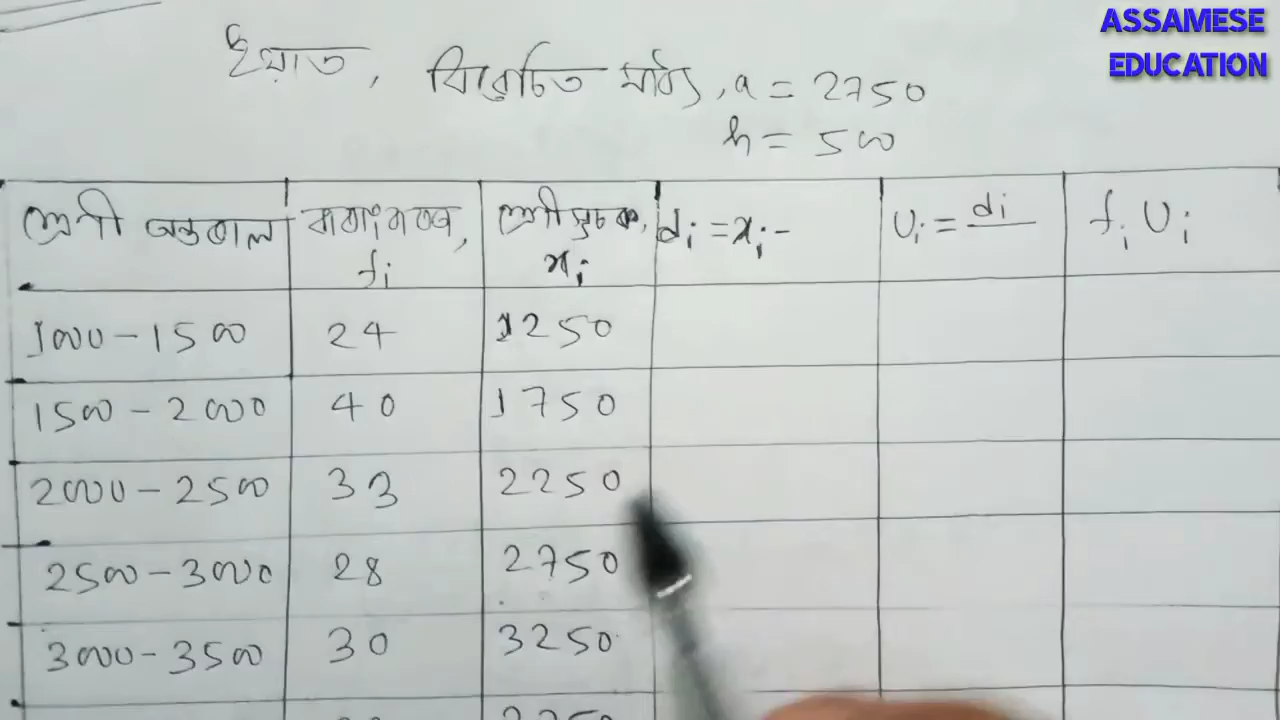 ASSAMESE
EDUCATION
ইয়াত, বিবেচিত মাধ্য, a = 2750
h = 500
শ্ৰেণী অন্তৰাল বাৰংবাৰতা, শ্ৰেণী সূচক, di = xi - Ui = di fi Ui
fi xi
1000 - 1500 24 1250
1500 - 2000 40 1750
2000 - 2500 33 2250
2500 - 3000 28 2750
3000 - 3500 30 3250